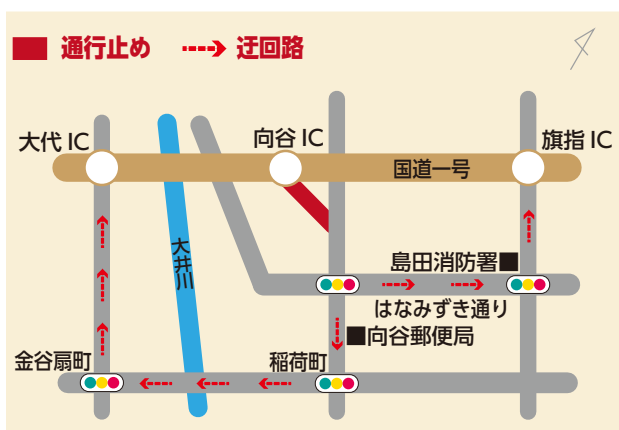 通行止め
迂回路
大代 IC
向谷 IC
旗指 IC
国道一号
大井川
島田消防署■
はなみずき通り
■向谷郵便局
金谷扇町
稲荷町